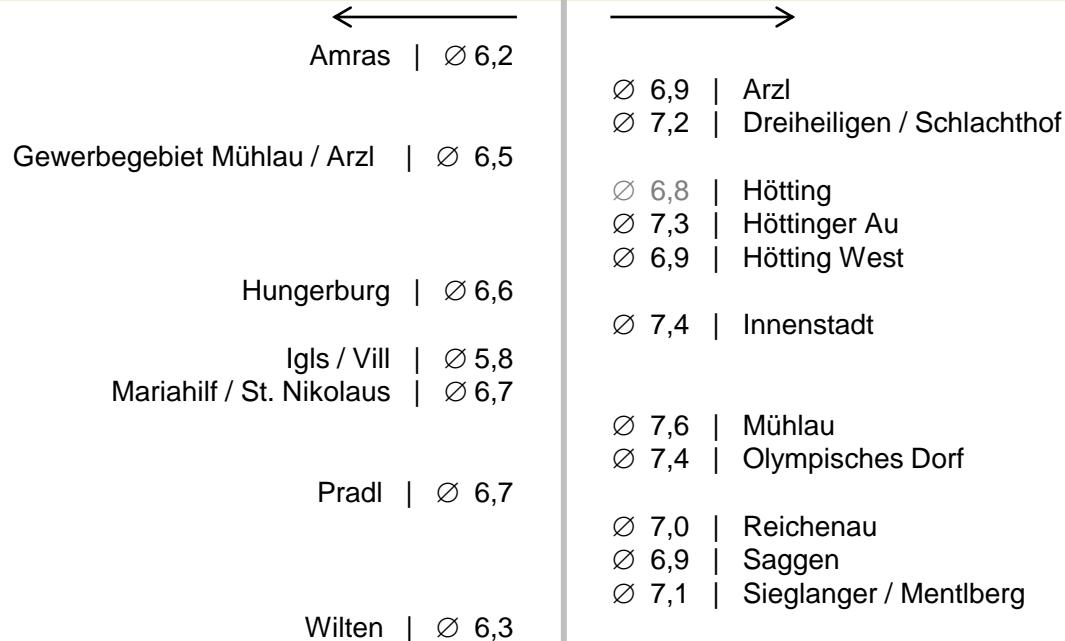 Amras | ∅ 6,2
∅ 6,9 | Arzl
∅ 7,2 | Dreiheiligen / Schlachthof
Gewerbegebiet Mühlau / Arzl | ∅ 6,5
∅ 6,8 | Hötting
∅ 7,3 | Höttinger Au
∅ 6,9 | Hötting West
Hungerburg | ∅ 6,6
∅ 7,4 | Innenstadt
Igls / Vill | ∅ 5,8
Mariahilf / St. Nikolaus | ∅ 6,7
∅ 7,6 | Mühlau
∅ 7,4 | Olympisches Dorf
Pradl | ∅ 6,7
∅ 7,0 | Reichenau
∅ 6,9 | Saggen
∅ 7,1 | Sieglanger / Mentlberg
Wilten | ∅ 6,3